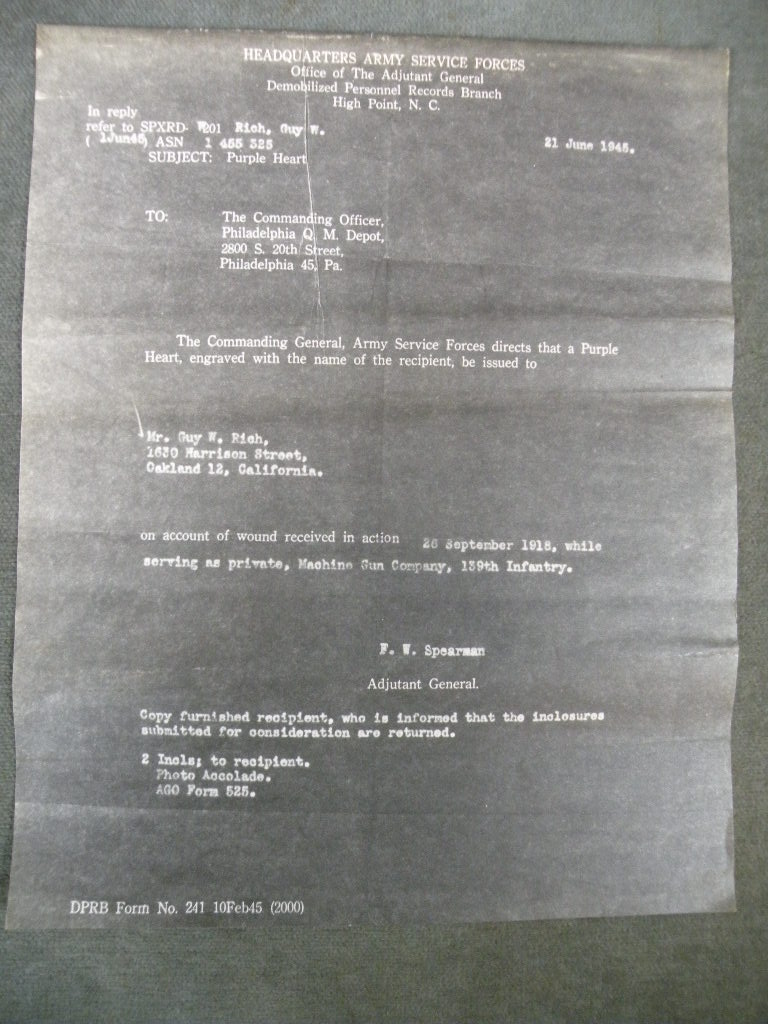 HEADQUARTERS ARMY SERVICE FORCES
Office of The Adjutant General
Demobilized Personnel Records Branch
High Point, N. C.
In reply
refer to SPXRD- 201 Rich, Guy W.
( 1Jun45) ASN 1 455 325
21 June 1945.
SUBJECT: Purple Heart
TO: The Commanding Officer,
Philadelphia Q. M. Depot,
2800 S. 20th Street,
Philadelphia 45, Pa.
The Commanding General, Army Service Forces directs that a Purple
Heart, engraved with the name of the recipient, be issued to
Mr. Guy W. Rich,
1630 Harrison Street,
Oakland 12, California.
on account of wound received in action 26 September 1918, while
serving as private, Machine Gun Company, 139th Infantry.
F. W. Spearman
Adjutant General.
Copy furnished recipient, who is informed that the inclosures
submitted for consideration are returned.
2 Incls; to recipient.
Photo Accolade.
AGO Form 525.
DPRB Form No. 241 10Feb45 (2000)